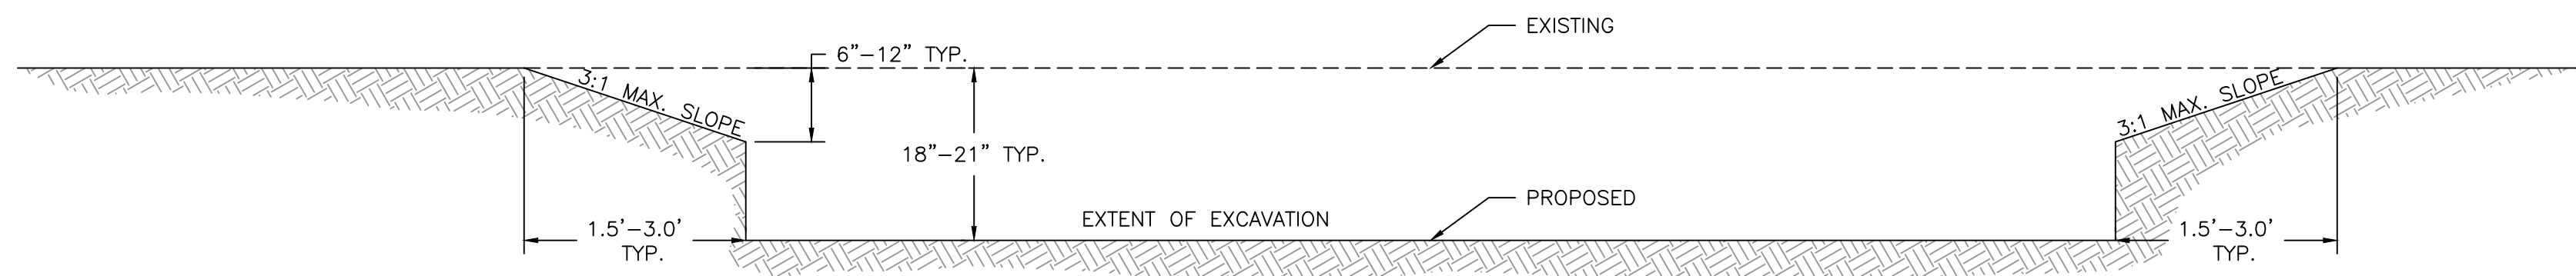 EXISTING
6”–12” TYP.
3:1 MAX. SLOPE
3:1 MAX. SLOPE
18”–21” TYP.
PROPOSED
EXTENT OF EXCAVATION
1.5’–3.0’
TYP.
1.5’–3.0’
TYP.